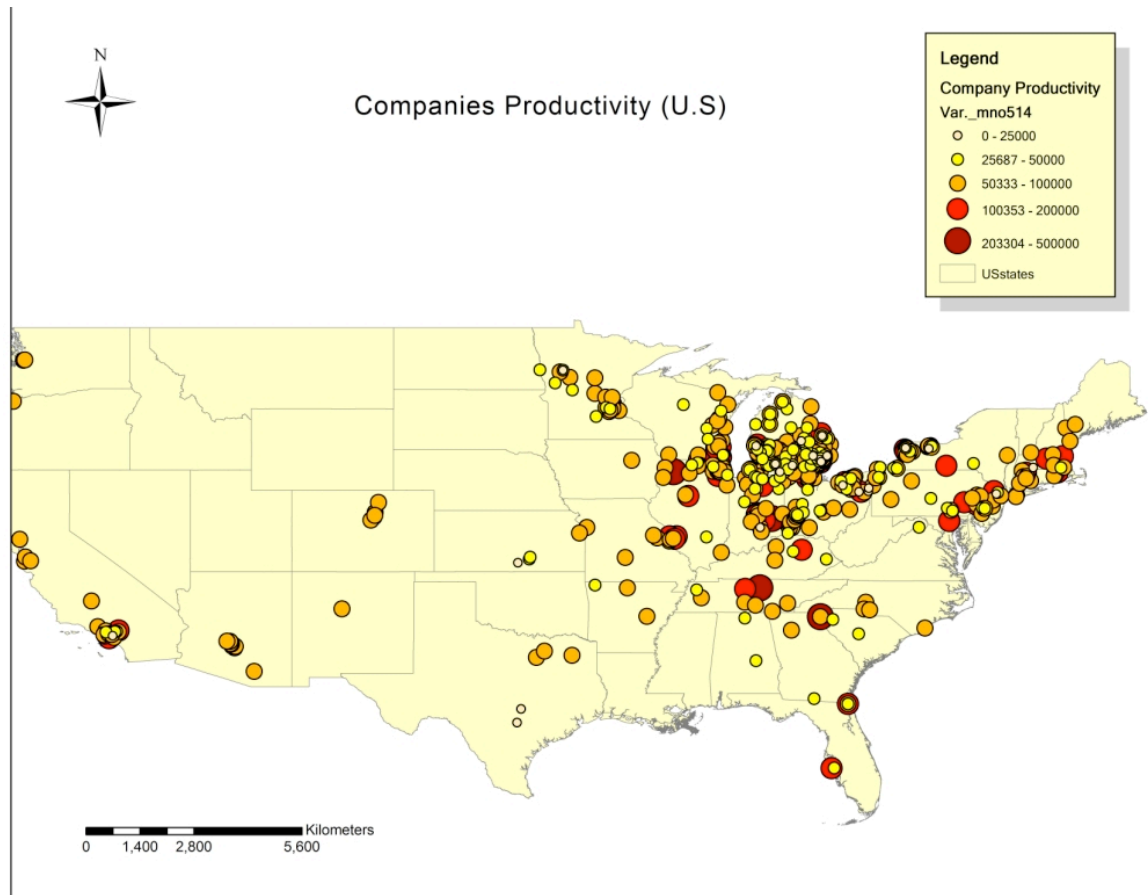 N
Companies Productivity (U.S)
Legend
Company Productivity
Var._mno514
0 - 25000
25687 - 50000
50333 - 100000
100353 - 200000
203304 - 500000
USstates
Kilometers
0 1,400 2,800 5,600